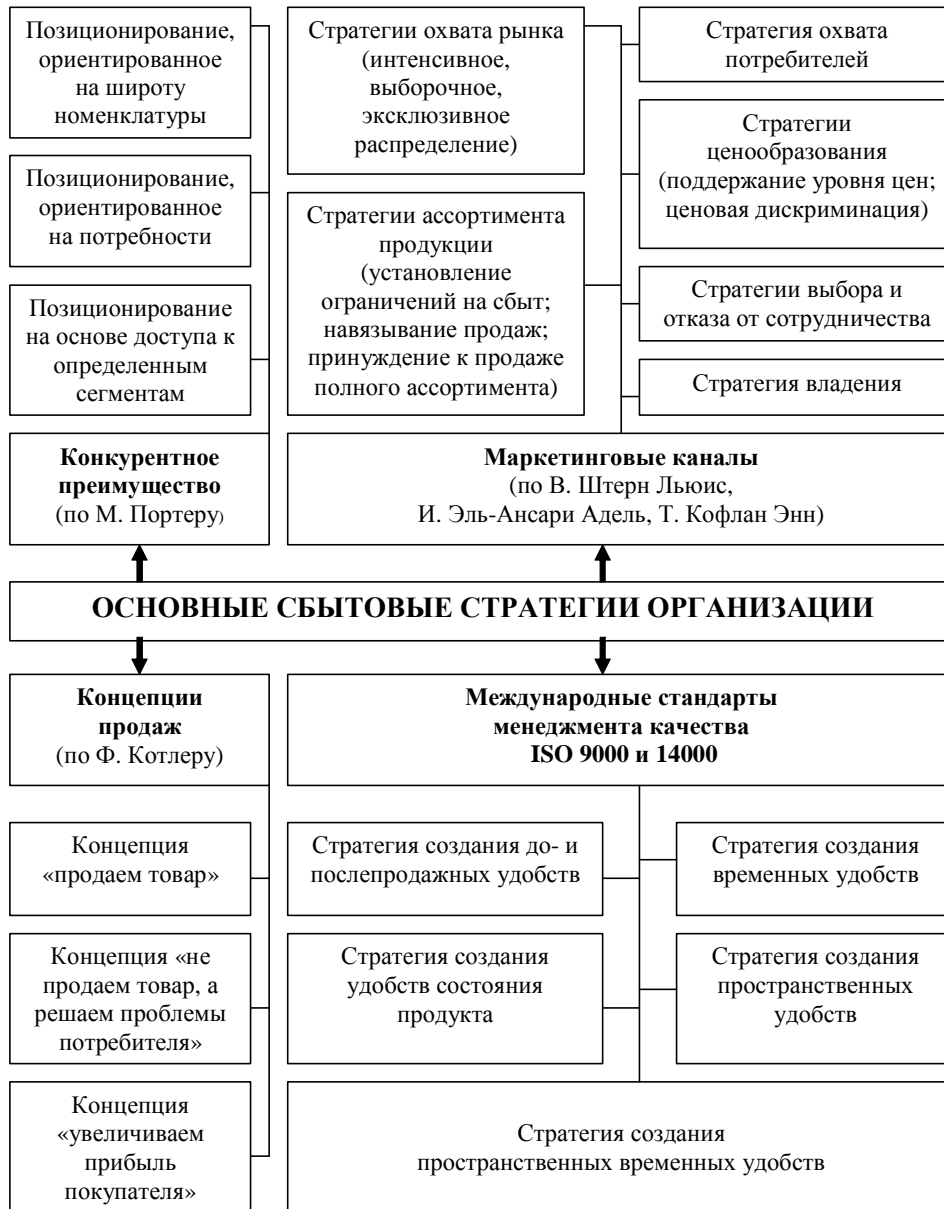 Позиционирование,
ориентированное
на широту
номенклатуры
Позиционирование,
ориентированное
на потребности
Позиционирование
на основе доступа к
определенным
сегментам
Конкурентное
преимущество
(по М. Портеру)
Стратегии охвата рынка
(интенсивное,
выборочное,
эксклюзивное
распределение)
Стратегии ассортимента
продукции
(установление
ограничений на сбыт;
навязывание продаж;
принуждение к продаже
полного ассортимента)
Стратегия охвата
потребителей
Стратегии
ценообразования
(поддержание уровня цен;
ценовая дискриминация)
Стратегии выбора и
отказа от сотрудничества
Стратегия владения
Маркетинговые каналы
(по В. Штерн Льюис,
И. Эль-Ансари Адель, Т. Кофлан Энн)
ОСНОВНЫЕ СБЫТОВЫЕ СТРАТЕГИИ ОРГАНИЗАЦИИ
Концепции
продаж
(по Ф. Котлеру)
Концепция
«продаем товар»
Концепция «не
продаем товар, а
решаем проблемы
потребителя»
Концепция
«увеличиваем
прибыль
покупателя»
Международные стандарты
менеджмента качества
ISO 9000 и 14000
Стратегия создания до- и
послепродажных удобств
Стратегия создания
временных удобств
Стратегия создания
удобств состояния
продукта
Стратегия создания
пространственных
удобств
Стратегия создания
пространственных временных удобств